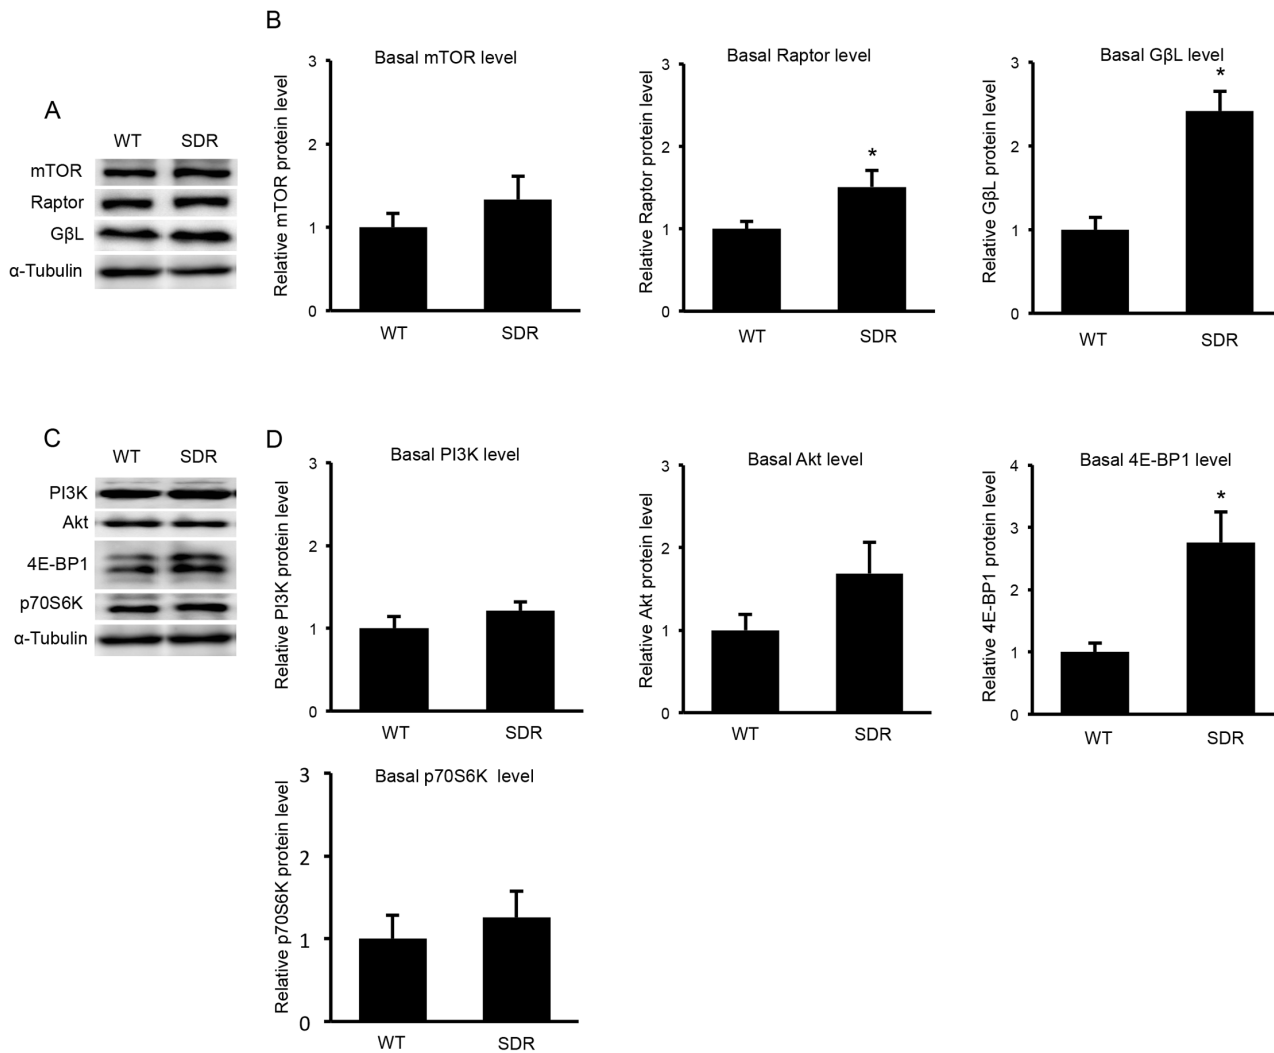 A
WT SDR
mTOR
Raptor
GβL
α-Tubulin
B
Basal mTOR level
Relative mTOR protein level
3
2
1
0
WT SDR
Basal Raptor level
Relative Raptor protein level
3
2
1
0
*
WT SDR
Basal GβL level
Relative GβL protein level
3
2
1
0
*
WT SDR
C
WT SDR
PI3K
Akt
4E-BP1
p70S6K
α-Tubulin
D
Basal PI3K level
Relative PI3K protein level
3
2
1
0
WT SDR
Basal Akt level
Relative Akt protein level
3
2
1
0
WT SDR
Basal 4E-BP1 level
Relative 4E-BP1 protein level
4
3
2
1
0
*
WT SDR
Basal p70S6K level
Relative p70S6K protein level
3
2
1
0
WT SDR